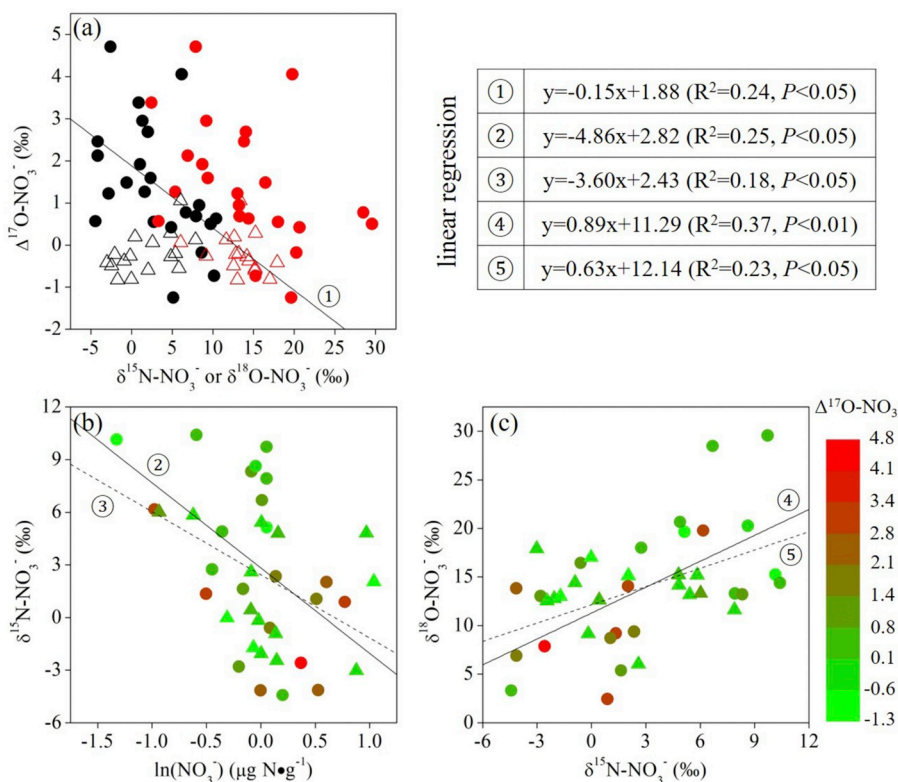 (a)
5
4
3
2
1
0
-1
-2
Δ¹⁷O-NO₃⁻ (‰)
①
-5 0 5 10 15 20 25 30
δ¹⁵N-NO₃⁻ or δ¹⁸O-NO₃⁻ (‰)
linear regression
① y=-0.15x+1.88 (R²=0.24, P<0.05)
② y=-4.86x+2.82 (R²=0.25, P<0.05)
③ y=-3.60x+2.43 (R²=0.18, P<0.05)
④ y=0.89x+11.29 (R²=0.37, P<0.01)
⑤ y=0.63x+12.14 (R²=0.23, P<0.05)
(b)
12
9
6
3
0
-3
-6
δ¹⁵N-NO₃⁻ (‰)
②
③
-1.5 -1.0 -0.5 0.0 0.5 1.0
ln(NO₃⁻) (μg N•g⁻¹)
(c)
30
25
20
15
10
5
0
δ¹⁸O-NO₃⁻ (‰)
④
⑤
-6 -3 0 3 6 9 12
δ¹⁵N-NO₃⁻ (‰)
Δ¹⁷O-NO₃
4.8
4.1
3.4
2.8
2.1
1.4
0.8
0.1
-0.6
-1.3